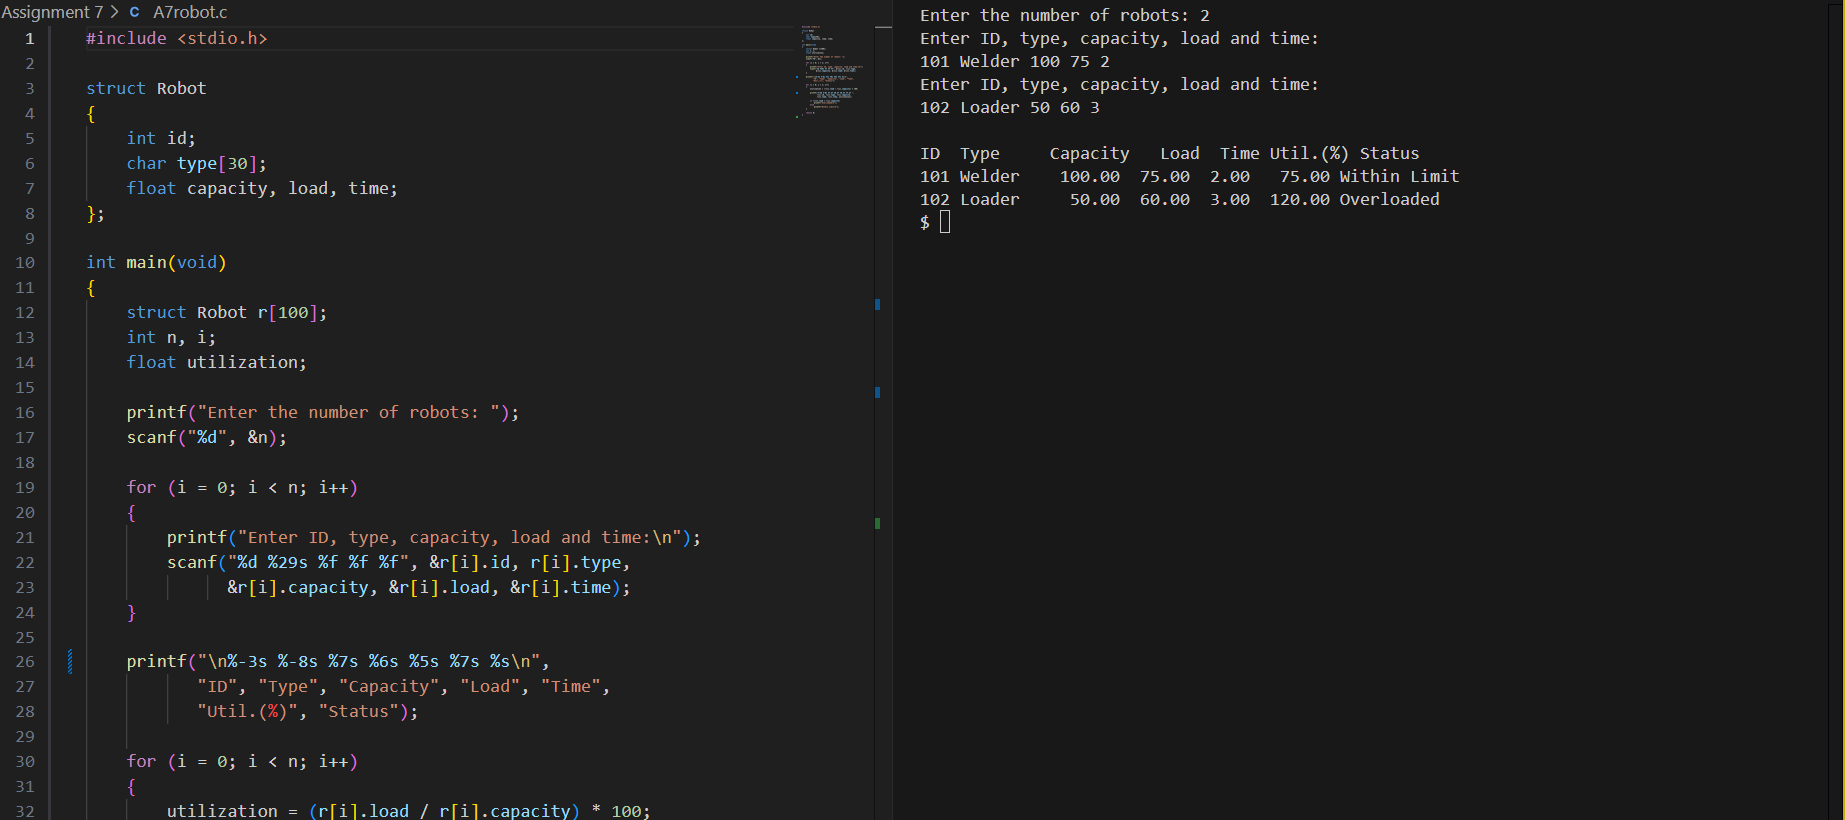 Assignment 7 > C A7robot.c
1 #include <stdio.h>
2
3 struct Robot
4 {
5     int id;
6     char type[30];
7     float capacity, load, time;
8 };
9
10 int main(void)
11 {
12     struct Robot r[100];
13     int n, i;
14     float utilization;
15
16     printf("Enter the number of robots: ");
17     scanf("%d", &n);
18
19     for (i = 0; i < n; i++)
20     {
21         printf("Enter ID, type, capacity, load and time:\n");
22         scanf("%d %29s %f %f %f", &r[i].id, r[i].type,
23               &r[i].capacity, &r[i].load, &r[i].time);
24     }
25
26     printf("\n%-3s %-8s %7s %6s %5s %7s %s\n",
27            "ID", "Type", "Capacity", "Load", "Time",
28            "Util.(%)", "Status");
29
30     for (i = 0; i < n; i++)
31     {
32         utilization = (r[i].load / r[i].capacity) * 100;
Enter the number of robots: 2
Enter ID, type, capacity, load and time:
101 Welder 100 75 2
Enter ID, type, capacity, load and time:
102 Loader 50 60 3
ID  Type     Capacity   Load  Time Util.(%) Status
101 Welder    100.00  75.00  2.00   75.00 Within Limit
102 Loader     50.00  60.00  3.00  120.00 Overloaded
$